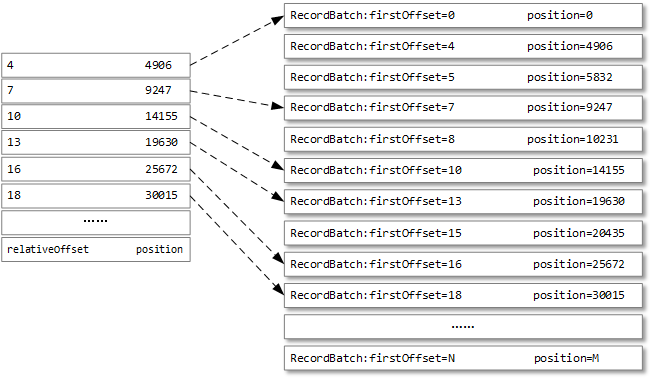 4 4906
7 9247
10 14155
13 19630
16 25672
18 30015
......
relativeOffset position
RecordBatch:firstOffset=0 position=0
RecordBatch:firstOffset=4 position=4906
RecordBatch:firstOffset=5 position=5832
RecordBatch:firstOffset=7 position=9247
RecordBatch:firstOffset=8 position=10231
RecordBatch:firstOffset=10 position=14155
RecordBatch:firstOffset=13 position=19630
RecordBatch:firstOffset=15 position=20435
RecordBatch:firstOffset=16 position=25672
RecordBatch:firstOffset=18 position=30015
......
RecordBatch:firstOffset=N position=M